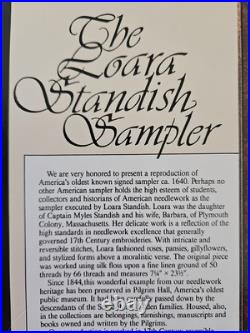 The
Loara
Standish
Sampler
We are very honored to present a reproduction of
America's oldest known signed sampler ca. 1640. Perhaps no
other American sampler holds the high esteem of students,
collectors and historians of American needlework as the
sampler executed by Loara Standish. Loara was the daughter
of Captain Myles Standish and his wife, Barbara, of Plymouth
Colony, Massachusetts. Her delicate work is a reflection of the
high standards in needlework excellence that generally
governed 17th Century embroideries. With intricate and
reversible stitches, Loara fashioned roses, pansies, gillyflowers,
and stylized forms above a moralistic verse. The original
piece was worked using silk floss upon a fine linen ground of 50
threads by 66 threads and measures 7¼" × 23½".
Since 1844, this wonderful example from our needlework
heritage has been preserved in Pilgrim Hall, America's oldest
public museum. It passed down by the
descendants of the Families. Housed, also,
in the collections are furnishings, manuscripts and
books owned and written by the Pilgrims.